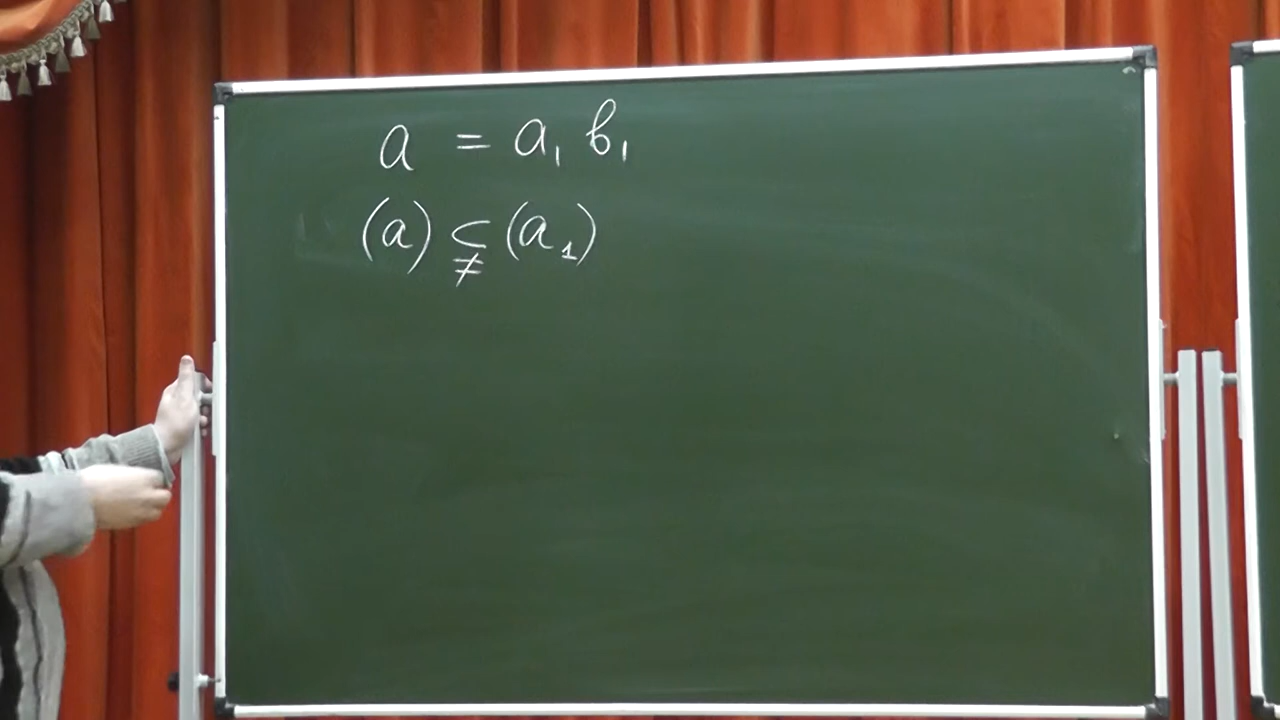 a = a₁ b₁
(a) ⊊ (a₁)